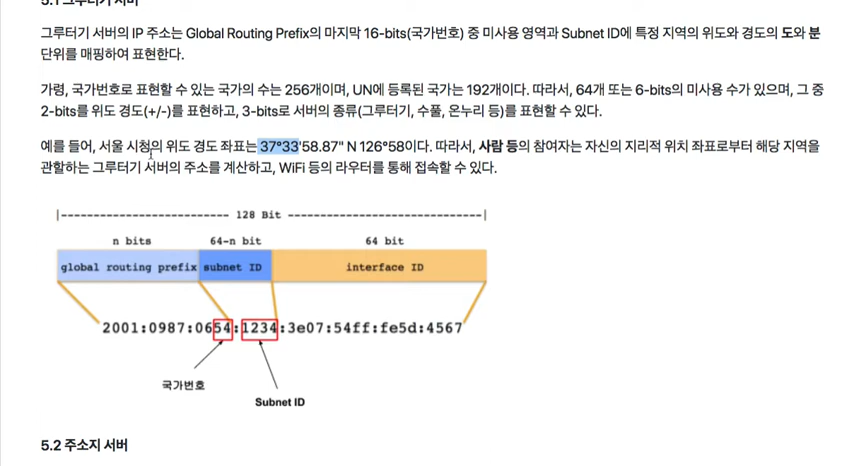 그루터기 서버의 IP 주소는 Global Routing Prefix의 마지막 16-bits(국가번호) 중 미사용 영역과 Subnet ID에 특정 지역의 위도와 경도의 도와 분
단위를 매핑하여 표현한다.
가령, 국가번호로 표현할 수 있는 국가의 수는 256개이며, UN에 등록된 국가는 192개이다. 따라서, 64개 또는 6-bits의 미사용 수가 있으며, 그 중
2-bits를 위도 경도(+/-)를 표현하고, 3-bits로 서버의 종류(그루터기, 수풀, 온누리 등)를 표현할 수 있다.
예를 들어, 서울 시청의 위도 경도 좌표는 37°33'58.87" N 126°58이다. 따라서, 사람 등의 참여자는 자신의 지리적 위치 좌표로부터 해당 지역을
관할하는 그루터기 서버의 주소를 계산하고, WiFi 등의 라우터를 통해 접속할 수 있다.
|-------------------------- 128 Bit ------------------------------|
n bits 64-n bit 64 bit
global routing prefix subnet ID interface ID
2001:0987:0654:1234:3e07:54ff:fe5d:4567
국가번호
Subnet ID
5.2 주소지 서버